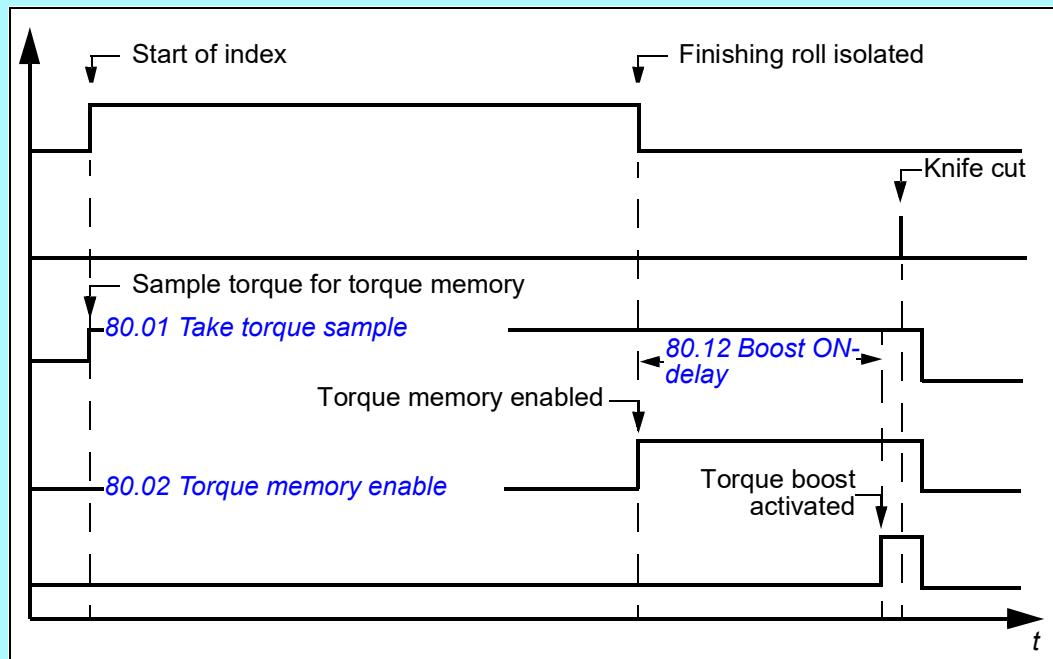 Start of index
Finishing roll isolated
Knife cut
Sample torque for torque memory
80.01 Take torque sample
80.12 Boost ON-
delay
Torque memory enabled
80.02 Torque memory enable
Torque boost
activated
t